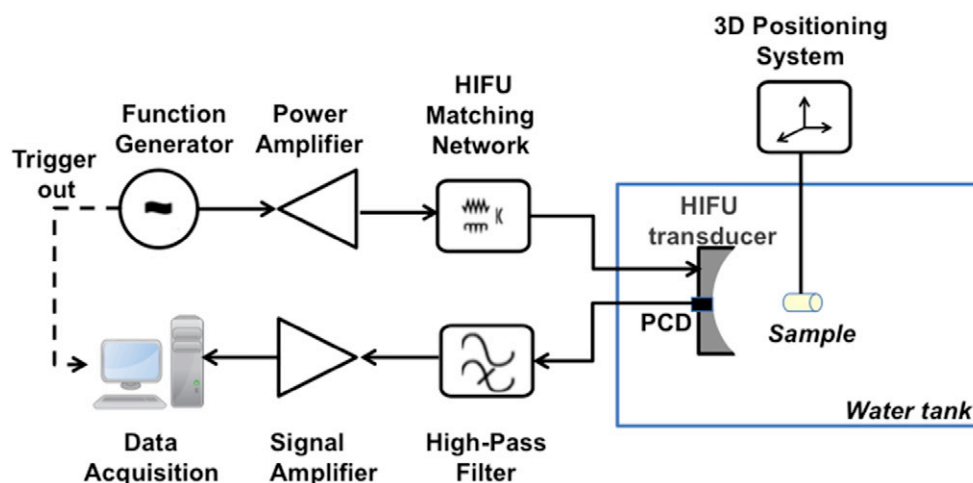 3D Positioning
System
HIFU
Matching
Network
Function
Generator
Power
Amplifier
Trigger
out
HIFU
transducer
PCD
Sample
Water tank
Data
Acquisition
Signal
Amplifier
High-Pass
Filter